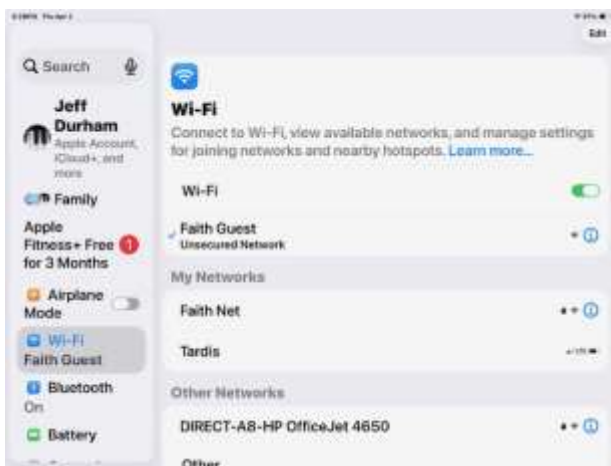 Edit
Search
Jeff
Durham
Apple Account,
iCloud+, and
more
Family
Apple
Fitness+ Free 1
for 3 Months
Airplane
Mode
Wi-Fi
Faith Guest
Bluetooth
On
Battery
Wi-Fi
Connect to Wi-Fi, view available networks, and manage settings
for joining networks and nearby hotspots. Learn more...
Wi-Fi
Faith Guest
Unsecured Network
My Networks
Faith Net
Tardis
Other Networks
DIRECT-A8-HP OfficeJet 4650
Other